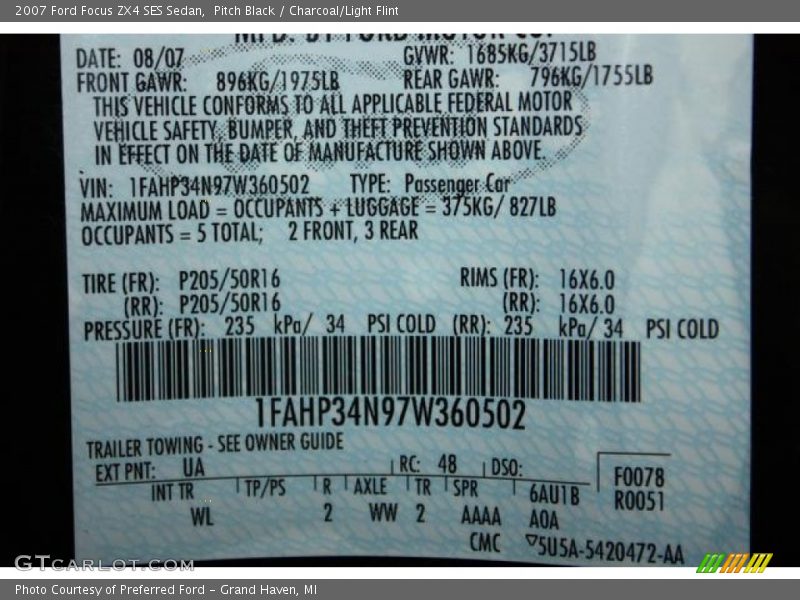 2007 Ford Focus ZX4 SES Sedan,  Pitch Black / Charcoal/Light Flint
MFD. BY FORD MOTOR CO.
DATE: 08/07 GVWR: 1685KG/3715LB
FRONT GAWR: 896KG/1975LB REAR GAWR: 796KG/1755LB
THIS VEHICLE CONFORMS TO ALL APPLICABLE FEDERAL MOTOR
VEHICLE SAFETY, BUMPER, AND THEFT PREVENTION STANDARDS
IN EFFECT ON THE DATE OF MANUFACTURE SHOWN ABOVE.
VIN: 1FAHP34N97W360502 TYPE: Passenger Car
MAXIMUM LOAD = OCCUPANTS + LUGGAGE = 375KG/ 827LB
OCCUPANTS = 5 TOTAL; 2 FRONT, 3 REAR
TIRE (FR): P205/50R16 RIMS (FR): 16X6.0
(RR): P205/50R16 (RR): 16X6.0
PRESSURE (FR): 235 kPa/ 34 PSI COLD (RR): 235 kPa/ 34 PSI COLD
1FAHP34N97W360502
TRAILER TOWING - SEE OWNER GUIDE
EXT PNT: UA RC: 48 DSO: F0078
INT TR TP/PS R AXLE TR SPR 6AU1B R0051
WL 2 WW 2 AAAA A0A
CMC ▽5U5A-5420472-AA
GTCARLOT.COM
Photo Courtesy of Preferred Ford – Grand Haven, MI